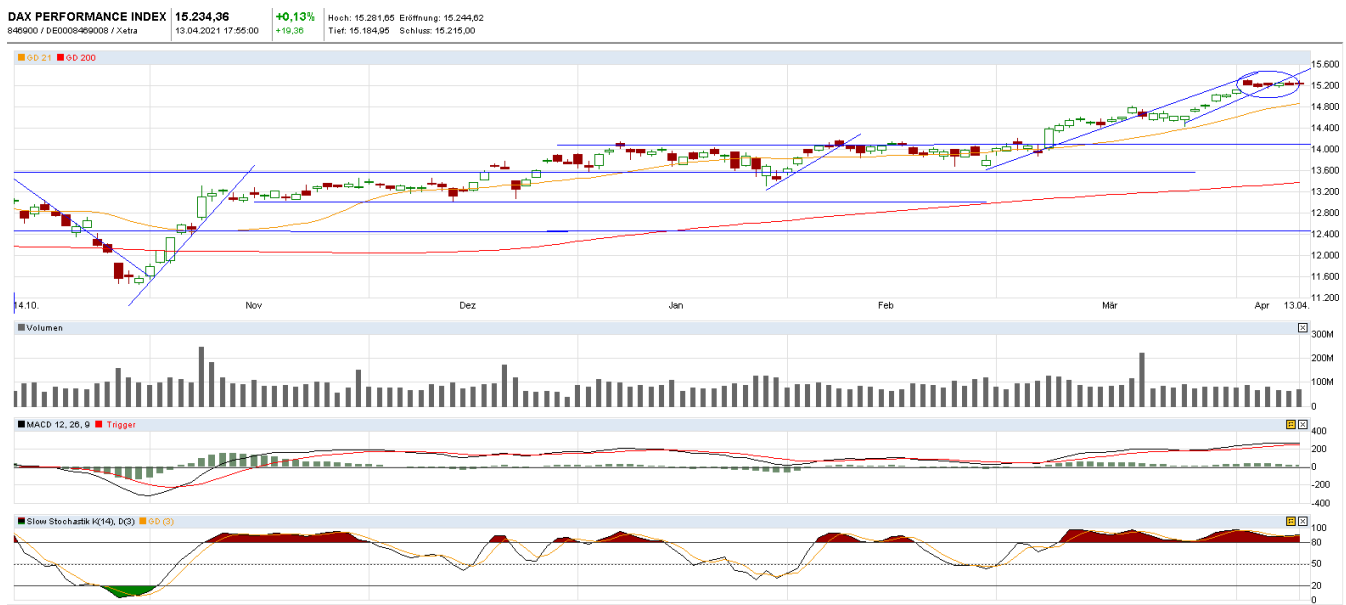 DAX PERFORMANCE INDEX 15.234,36 +0,13% Hoch: 15.281,65 Eröffnung: 15.244,62
846900 / DE0008469008 / Xetra 13.04.2021 17:55:00 +19,36 Tief: 15.184,95 Schluss: 15.215,00
GD 21 GD 200
15.600
15.200
14.800
14.400
14.000
13.600
13.200
12.800
12.400
12.000
11.600
11.200
14.10. Nov Dez Jan Feb Mär Apr 13.04.
Volumen
300M
200M
100M
0
MACD 12, 26, 9 Trigger
400
200
0
-200
-400
Slow Stochastik K(14), D(3) GD (3)
100
80
50
20
0